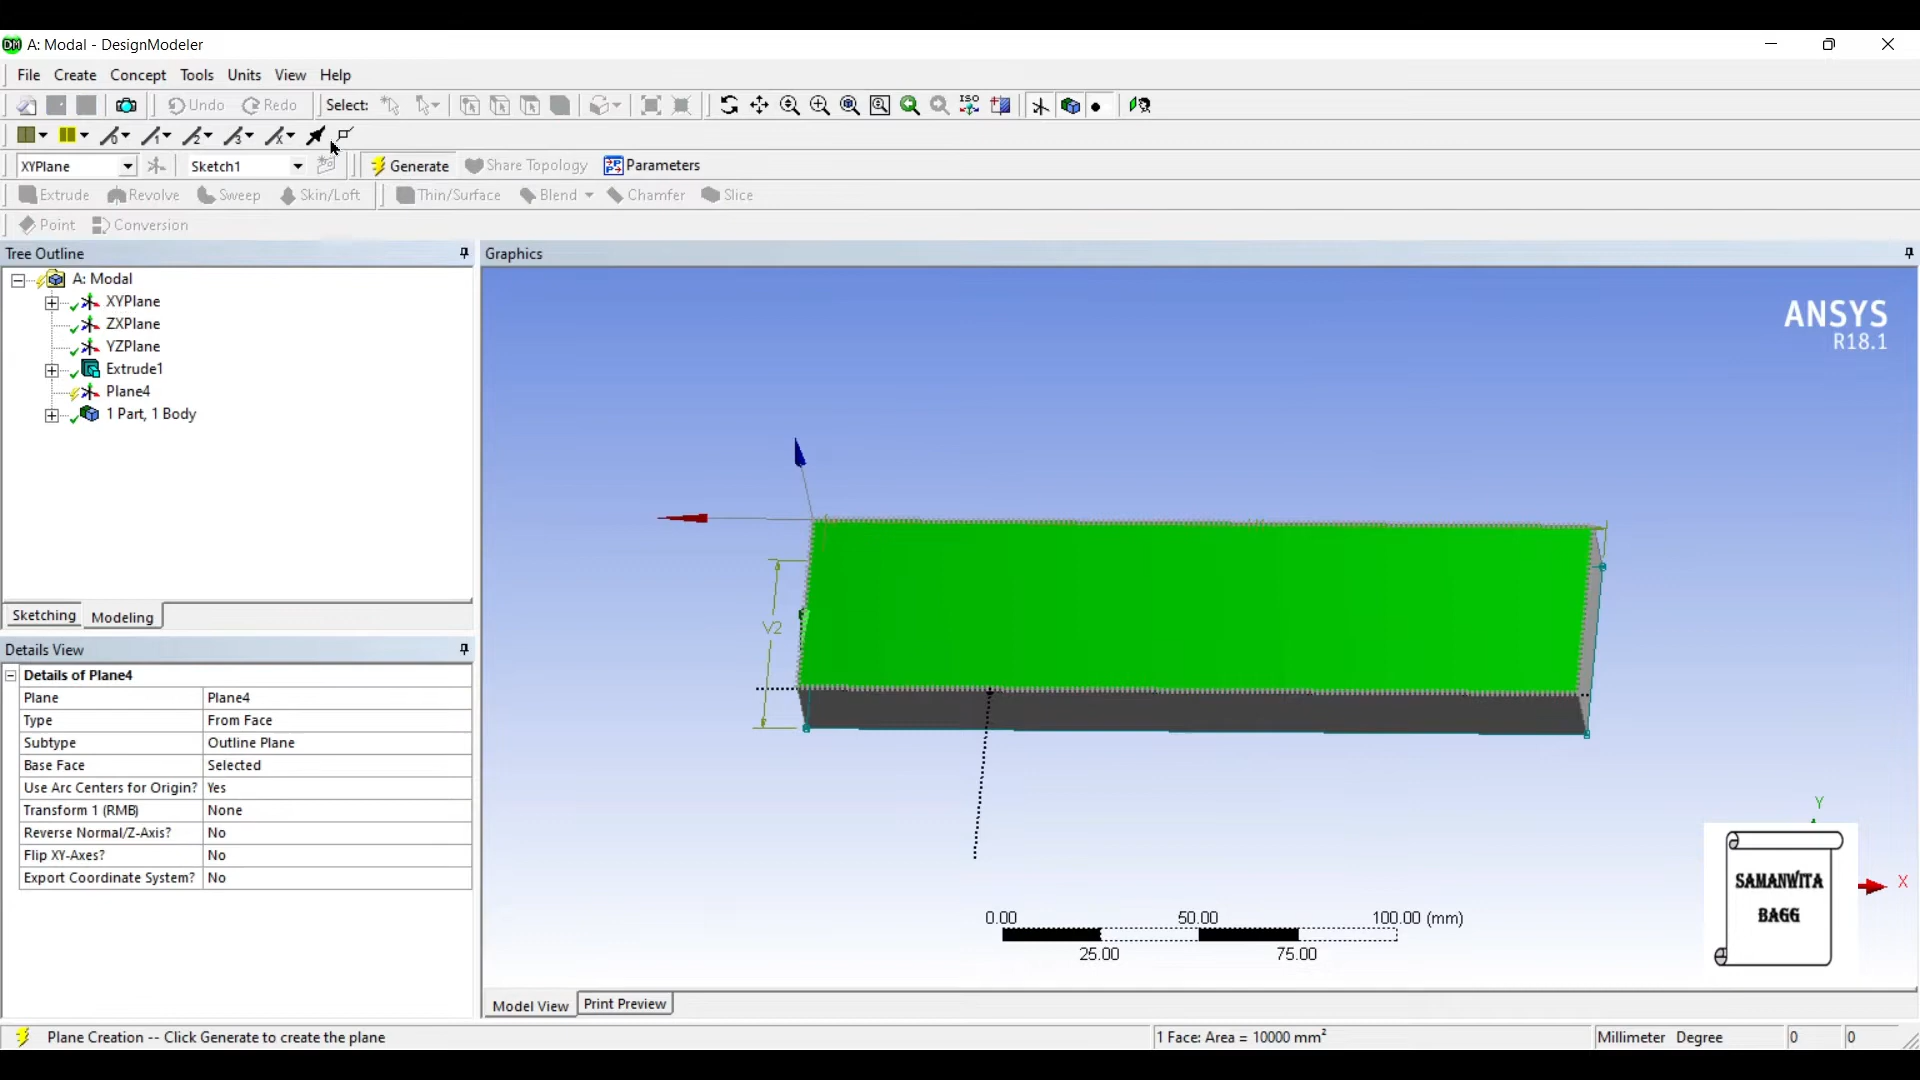 A: Modal - DesignModeler
File Create Concept Tools Units View Help
Undo Redo Select: ISO
XYPlane Sketch1 Generate Share Topology Parameters
Extrude Revolve Sweep Skin/Loft Thin/Surface Blend Chamfer Slice
Point Conversion
Tree Outline
A: Modal
XYPlane
ZXPlane
YZPlane
Extrude1
Plane4
1 Part, 1 Body
Sketching Modeling
Details View
Details of Plane4
Plane Plane4
Type From Face
Subtype Outline Plane
Base Face Selected
Use Arc Centers for Origin? Yes
Transform 1 (RMB) None
Reverse Normal/Z-Axis? No
Flip XY-Axes? No
Export Coordinate System? No
Graphics
ANSYS
R18.1
V2
Y
X
SAMANWITA
BAGG
0.00 50.00 100.00 (mm)
25.00 75.00
Model View Print Preview
Plane Creation -- Click Generate to create the plane 1 Face: Area = 10000 mm² Millimeter Degree 0 0